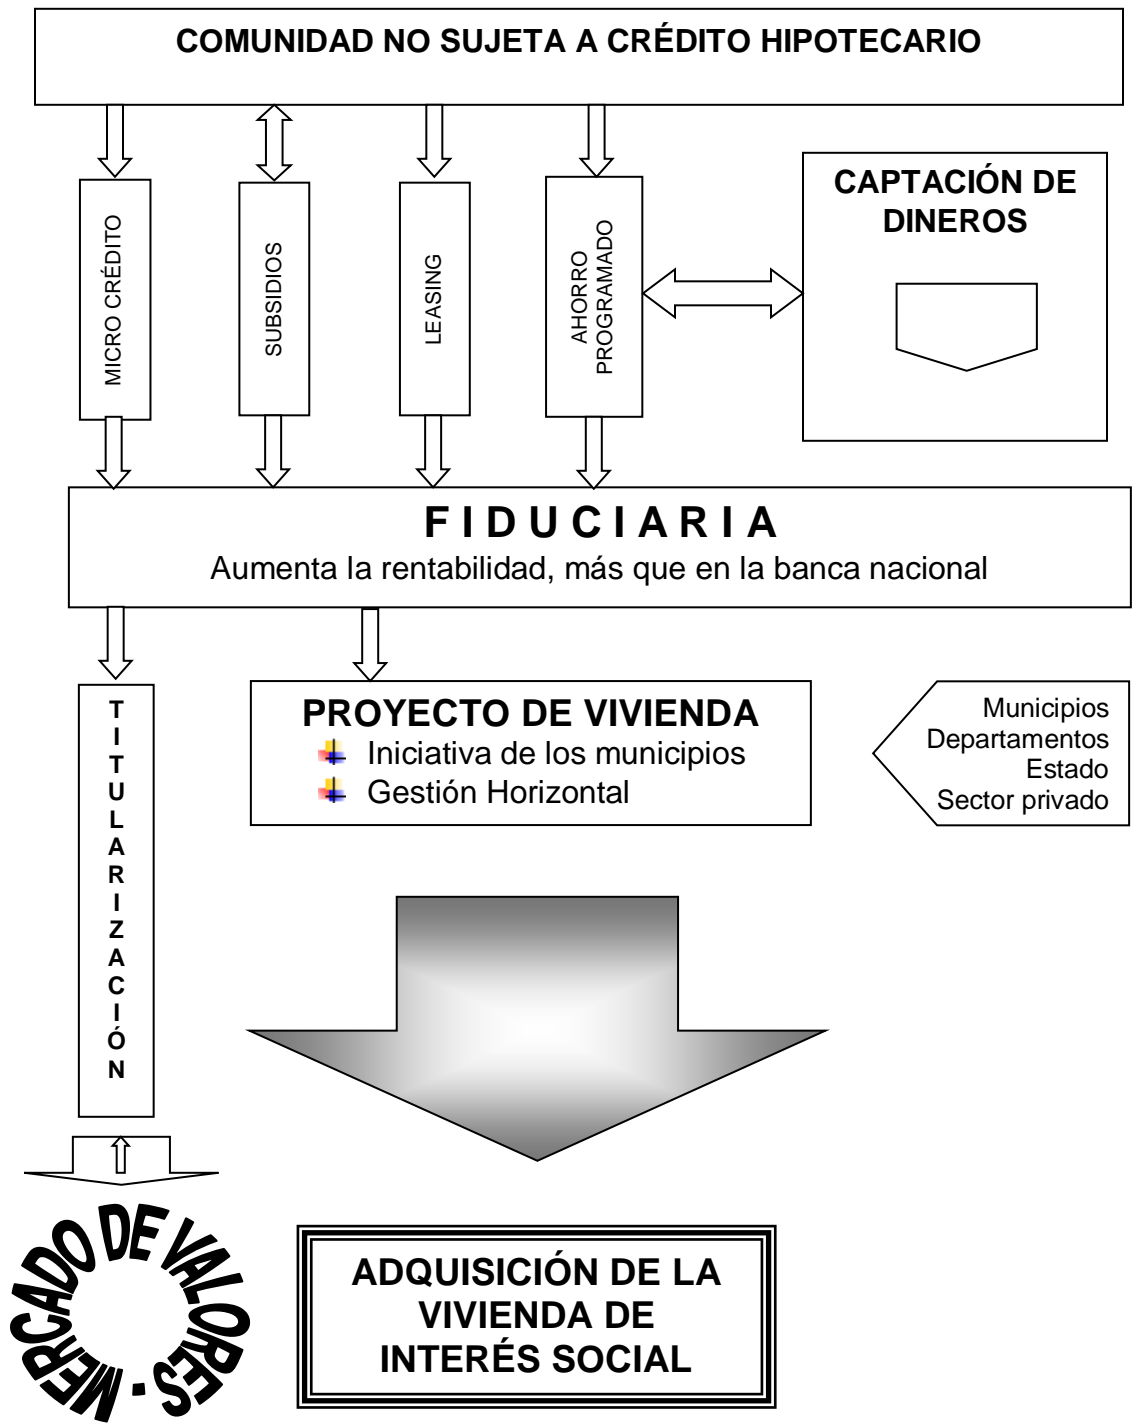 COMUNIDAD NO SUJETA A CRÉDITO HIPOTECARIO
MICRO CRÉDITO
SUBSIDIOS
LEASING
AHORRO
PROGRAMADO
CAPTACIÓN DE
DINEROS
F I D U C I A R I A
Aumenta la rentabilidad, más que en la banca nacional
T
I
T
U
L
A
R
I
Z
A
C
I
Ó
N
PROYECTO DE VIVIENDA
Iniciativa de los municipios
Gestión Horizontal
Municipios
Departamentos
Estado
Sector privado
MERCADO DE VALORES -
ADQUISICIÓN DE LA
VIVIENDA DE
INTERÉS SOCIAL